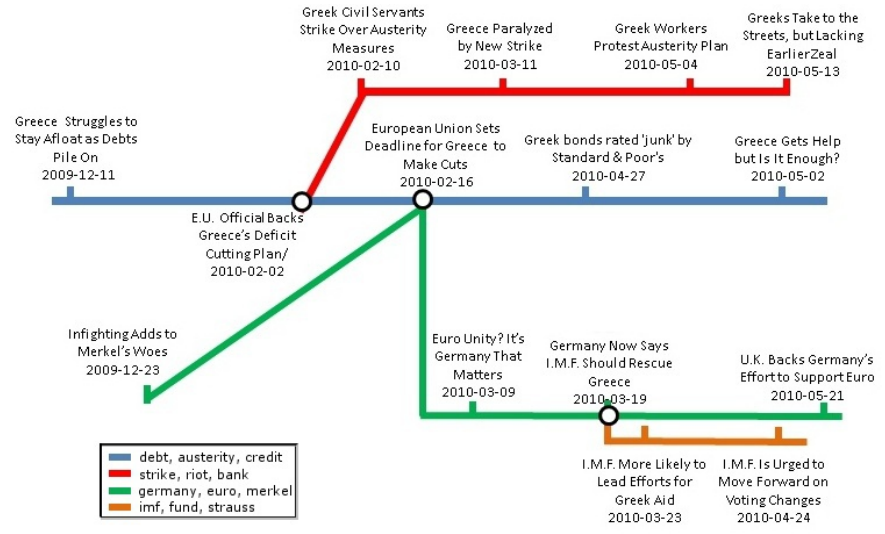 Greek Civil Servants
Strike Over Austerity
Measures
2010-02-10
Greece Paralyzed
by New Strike
2010-03-11
Greek Workers
Protest Austerity Plan
2010-05-04
Greeks Take to the
Streets, but Lacking
EarlierZeal
2010-05-13
Greece Struggles to
Stay Afloat as Debts
Pile On
2009-12-11
European Union Sets
Deadline for Greece to
Make Cuts
2010-02-16
Greek bonds rated 'junk' by
Standard & Poor's
2010-04-27
Greece Gets Help
but Is It Enough?
2010-05-02
E.U. Official Backs
Greece's Deficit
Cutting Plan/
2010-02-02
Infighting Adds to
Merkel's Woes
2009-12-23
Euro Unity? It's
Germany That
Matters
2010-03-09
Germany Now Says
I.M.F. Should Rescue
Greece
2010-03-19
U.K. Backs Germany's
Effort to Support Euro
2010-05-21
debt, austerity, credit
strike, riot, bank
germany, euro, merkel
imf, fund, strauss
I.M.F. More Likely to
Lead Efforts for
Greek Aid
2010-03-23
I.M.F. Is Urged to
Move Forward on
Voting Changes
2010-04-24